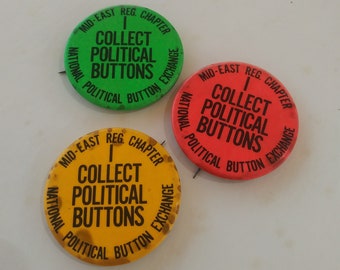 MID-EAST REG. CHAPTER
I
COLLECT
POLITICAL
BUTTONS
NATIONAL POLITICAL BUTTON EXCHANGE
MID-EAST REG. CHAPTER
I
COLLECT
POLITICAL
BUTTONS
NATIONAL POLITICAL BUTTON EXCHANGE
MID-EAST REG. CHAPTER
I
COLLECT
POLITICAL
BUTTONS
NATIONAL POLITICAL BUTTON EXCHANGE